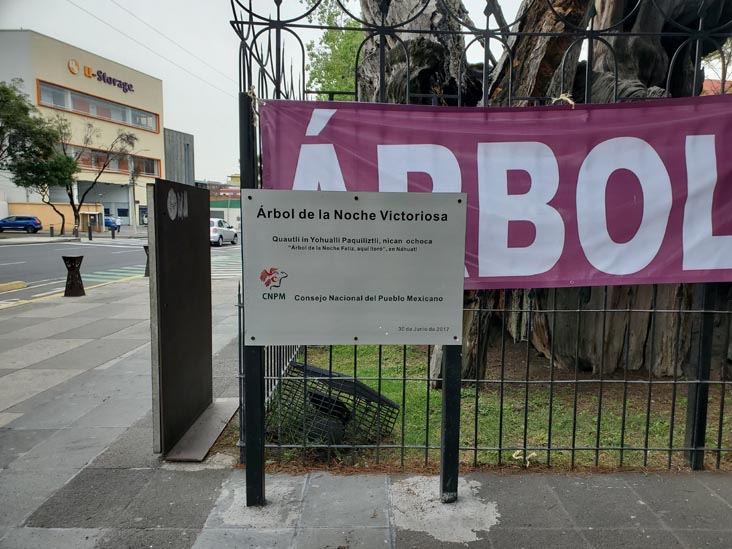 U-Storage.
ÁRBOL
Árbol de la Noche Victoriosa
Quautli in Yohualli Paquiliztli, nican ochoca
"Árbol de la Noche Feliz, aquí lloró", en Náhuatl
CNPM
Consejo Nacional del Pueblo Mexicano
30 de Junio de 2017